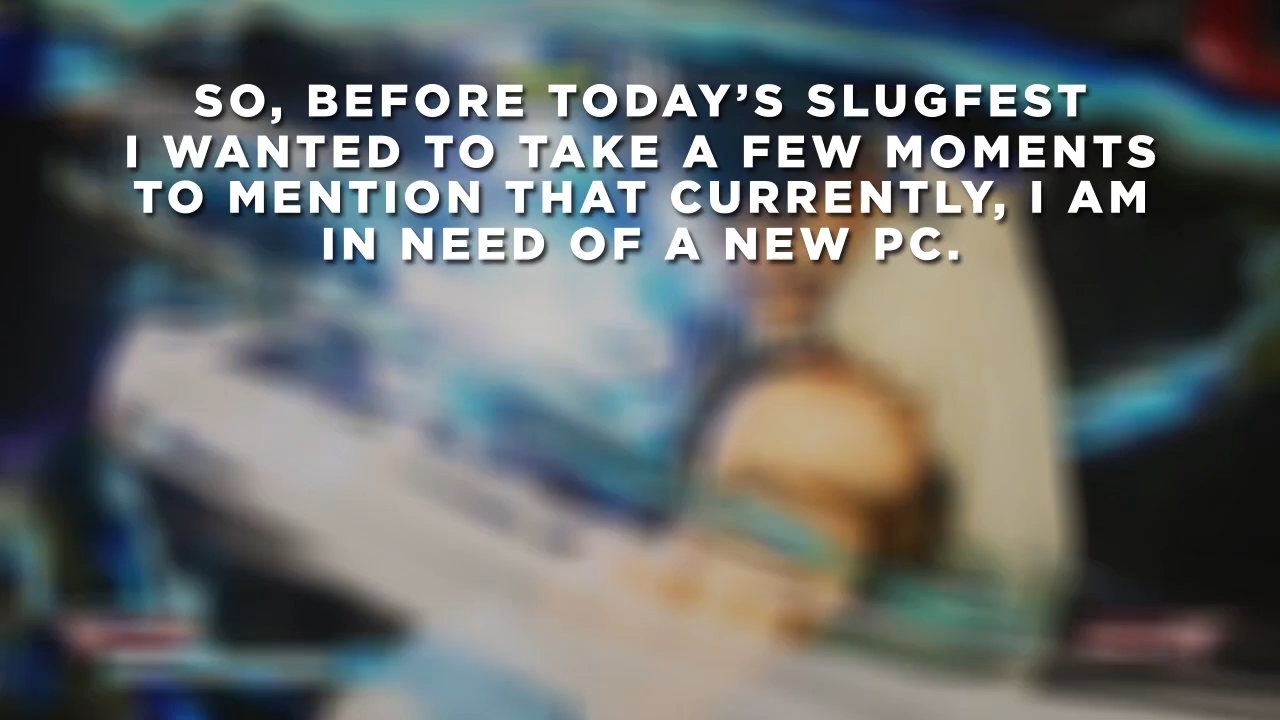 SO, BEFORE TODAY’S SLUGFEST
I WANTED TO TAKE A FEW MOMENTS
TO MENTION THAT CURRENTLY, I AM
IN NEED OF A NEW PC.